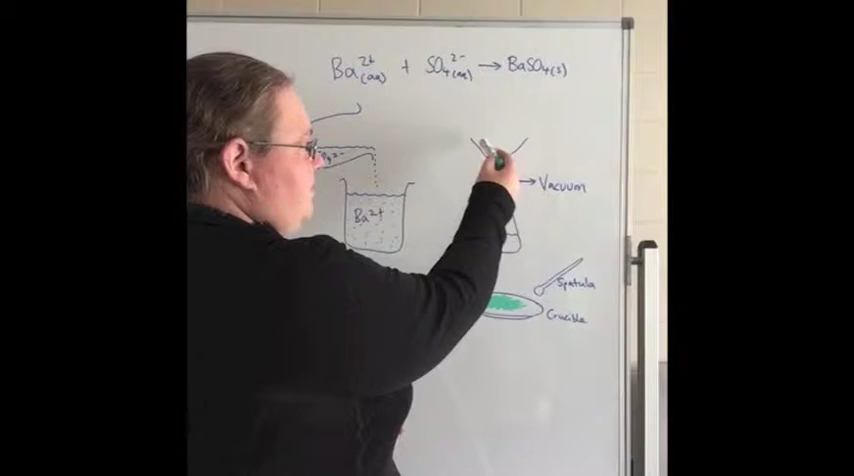 Ba²⁺(aq) + SO₄²⁻(aq) → BaSO₄(s)
Ba²⁺
→ Vacuum
Spatula
Crucible